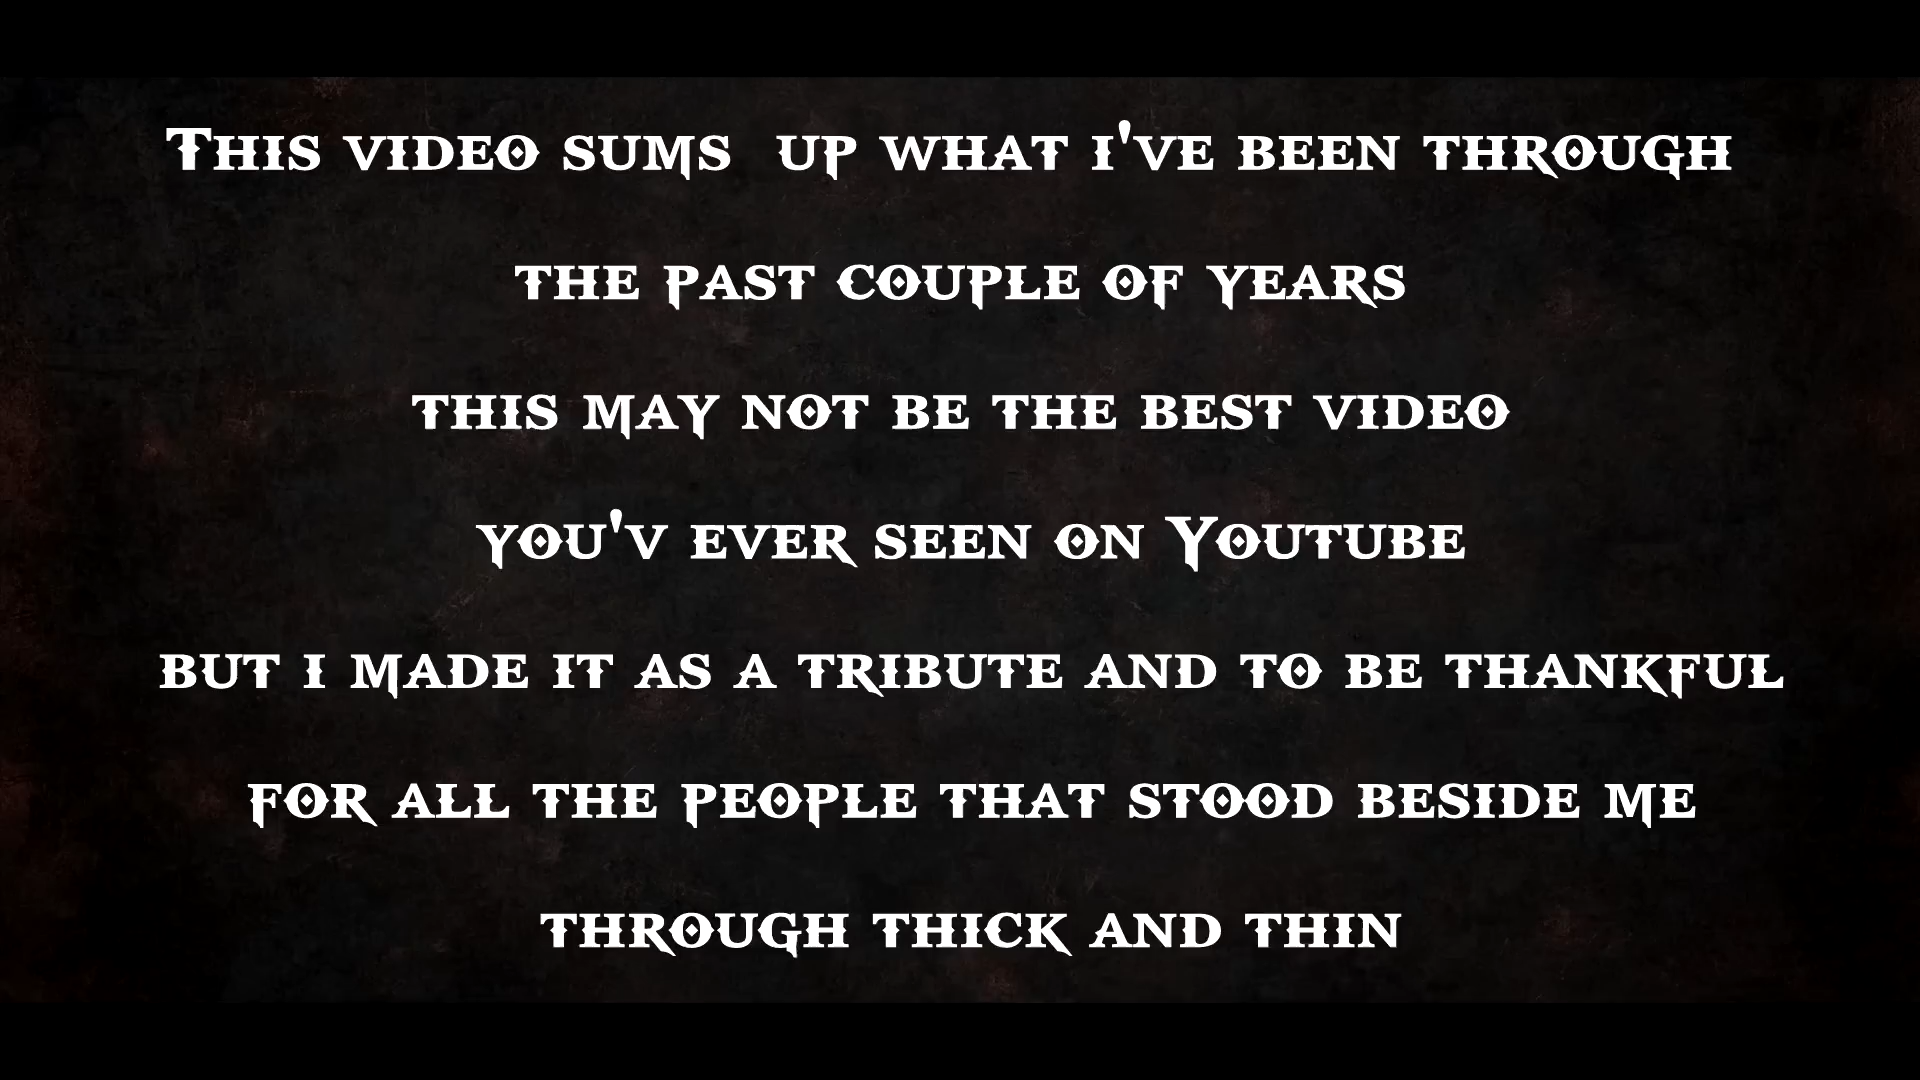 This video sums  up what i've been through
the past couple of years
this may not be the best video
you'v ever seen on Youtube
but i made it as a tribute and to be thankful
for all the people that stood beside me
through thick and thin